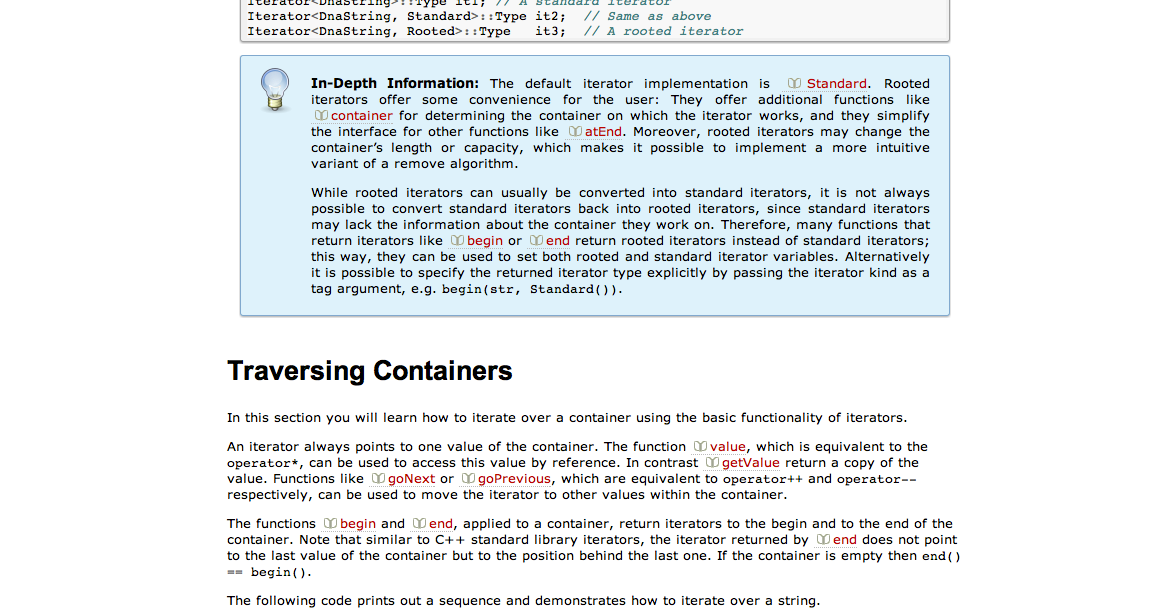 Iterator<DnaString>::Type it1; // A standard iterator
Iterator<DnaString, Standard>::Type it2;  // Same as above
Iterator<DnaString, Rooted>::Type   it3;  // A rooted iterator
In-Depth Information: The default iterator implementation is Standard. Rooted
iterators offer some convenience for the user: They offer additional functions like
container for determining the container on which the iterator works, and they simplify
the interface for other functions like atEnd. Moreover, rooted iterators may change the
container’s length or capacity, which makes it possible to implement a more intuitive
variant of a remove algorithm.
While rooted iterators can usually be converted into standard iterators, it is not always
possible to convert standard iterators back into rooted iterators, since standard iterators
may lack the information about the container they work on. Therefore, many functions that
return iterators like begin or end return rooted iterators instead of standard iterators;
this way, they can be used to set both rooted and standard iterator variables. Alternatively
it is possible to specify the returned iterator type explicitly by passing the iterator kind as a
tag argument, e.g. begin(str, Standard()).
Traversing Containers
In this section you will learn how to iterate over a container using the basic functionality of iterators.
An iterator always points to one value of the container. The function value, which is equivalent to the
operator*, can be used to access this value by reference. In contrast getValue return a copy of the
value. Functions like goNext or goPrevious, which are equivalent to operator++ and operator--
respectively, can be used to move the iterator to other values within the container.
The functions begin and end, applied to a container, return iterators to the begin and to the end of the
container. Note that similar to C++ standard library iterators, the iterator returned by end does not point
to the last value of the container but to the position behind the last one. If the container is empty then end()
== begin().
The following code prints out a sequence and demonstrates how to iterate over a string.